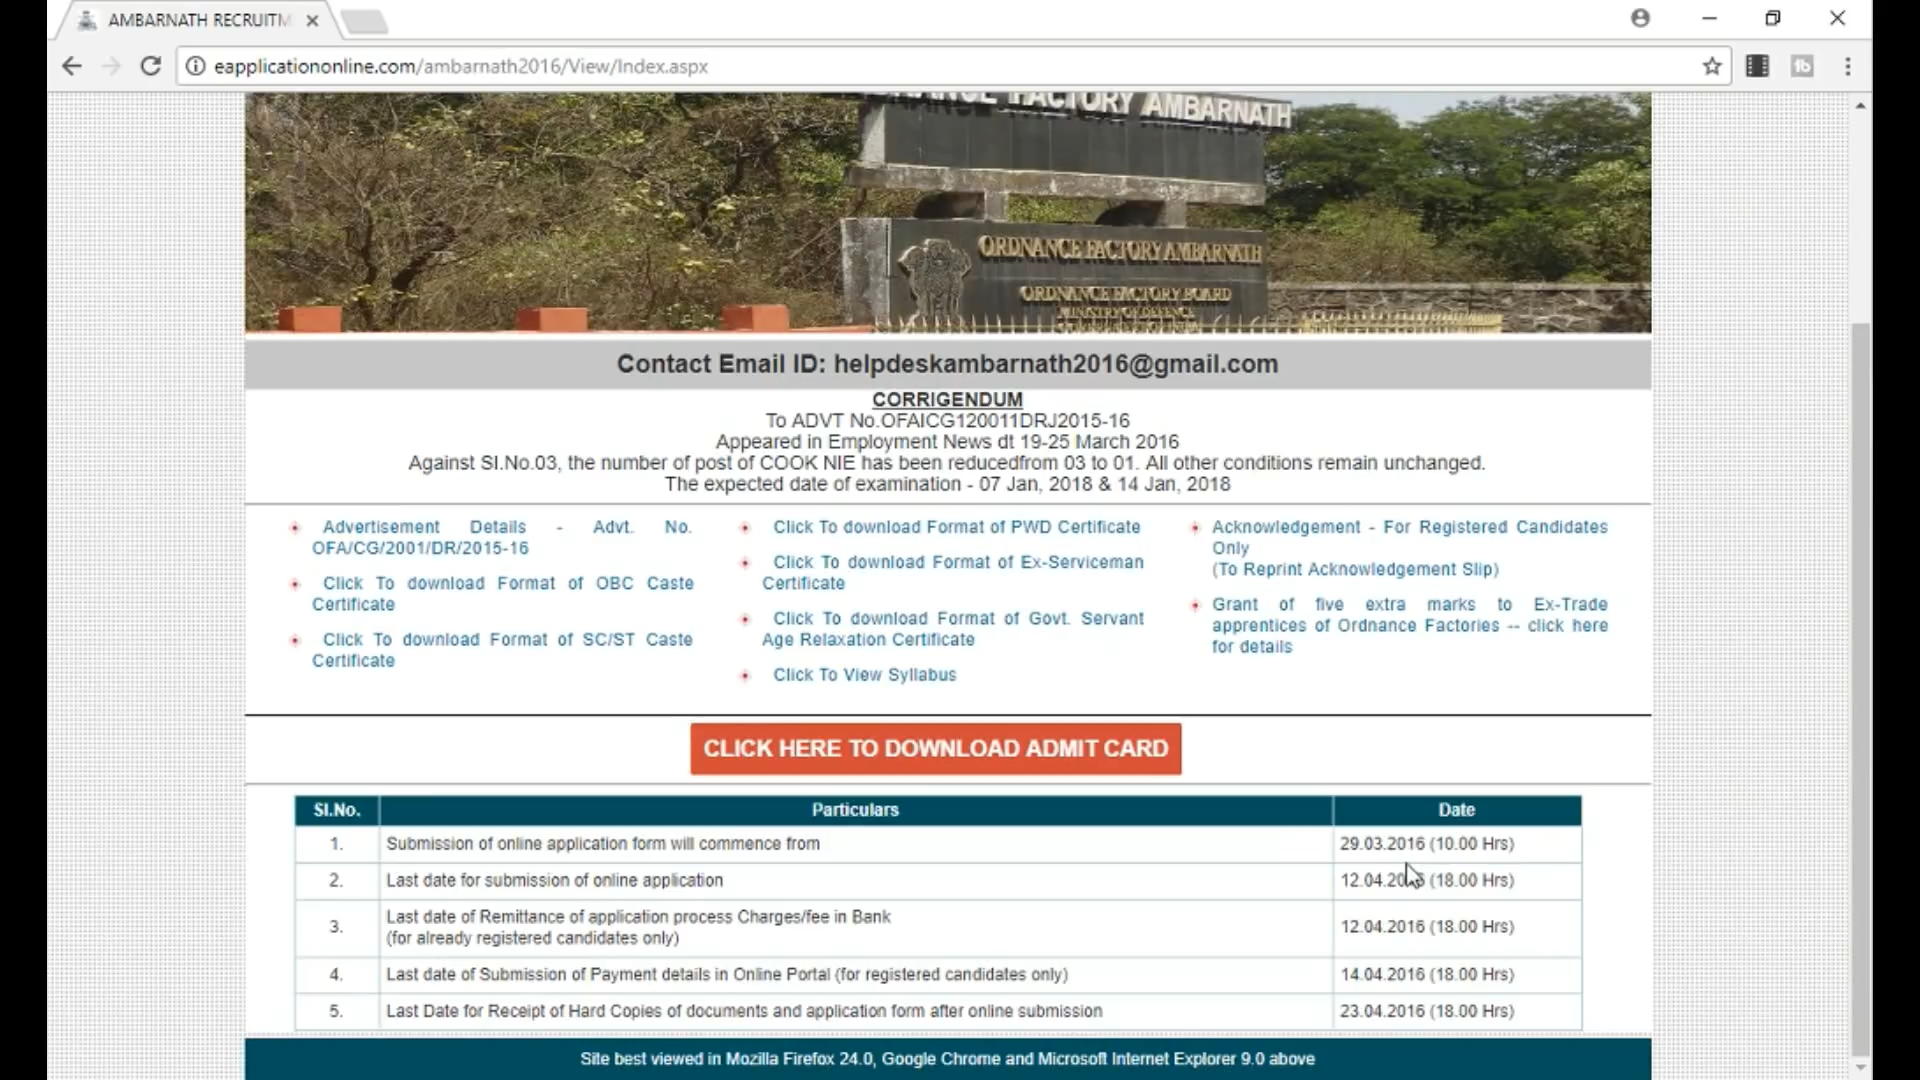 AMBARNATH RECRUITM
eapplicationonline.com/ambarnath2016/View/Index.aspx
FACTORY AMBARNATH
ORDNANCE FACTORY AMBARNATH
ORDNANCE FACTORY BOARD
MINISTRY OF DEFENCE
Contact Email ID: helpdeskambarnath2016@gmail.com
CORRIGENDUM
To ADVT No.OFAICG120011DRJ2015-16
Appeared in Employment News dt 19-25 March 2016
Against SI.No.03, the number of post of COOK NIE has been reducedfrom 03 to 01. All other conditions remain unchanged.
The expected date of examination - 07 Jan, 2018 & 14 Jan, 2018
Advertisement Details - Advt. No.
OFA/CG/2001/DR/2015-16
Click To download Format of OBC Caste
Certificate
Click To download Format of SC/ST Caste
Certificate
Click To download Format of PWD Certificate
Click To download Format of Ex-Serviceman
Certificate
Click To download Format of Govt. Servant
Age Relaxation Certificate
Click To View Syllabus
Acknowledgement - For Registered Candidates
Only
(To Reprint Acknowledgement Slip)
Grant of five extra marks to Ex-Trade
apprentices of Ordnance Factories -- click here
for details
CLICK HERE TO DOWNLOAD ADMIT CARD
SI.No. Particulars Date
1. Submission of online application form will commence from 29.03.2016 (10.00 Hrs)
2. Last date for submission of online application 12.04.2016 (18.00 Hrs)
3. Last date of Remittance of application process Charges/fee in Bank
(for already registered candidates only) 12.04.2016 (18.00 Hrs)
4. Last date of Submission of Payment details in Online Portal (for registered candidates only) 14.04.2016 (18.00 Hrs)
5. Last Date for Receipt of Hard Copies of documents and application form after online submission 23.04.2016 (18.00 Hrs)
Site best viewed in Mozilla Firefox 24.0, Google Chrome and Microsoft Internet Explorer 9.0 above